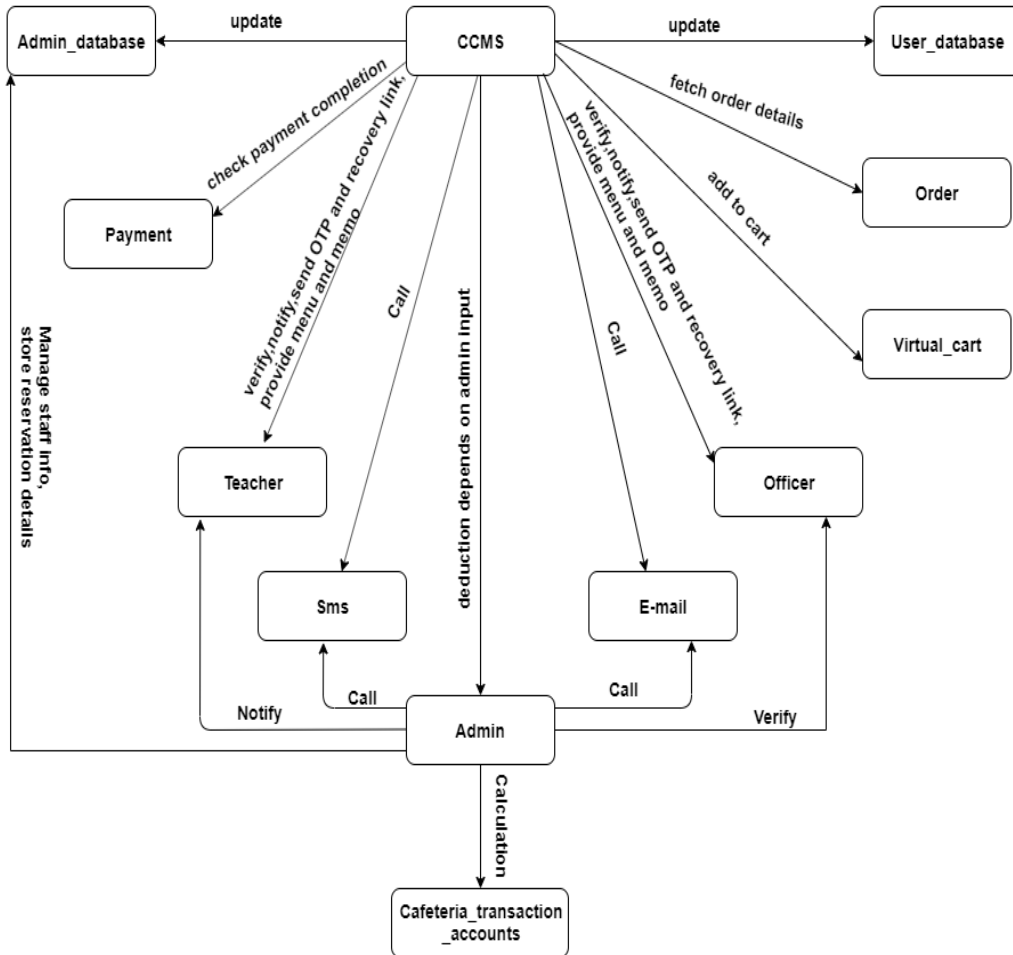 Admin_database
update
CCMS
update
User_database
check payment completion
fetch order details
Payment
Order
verify,notify,send OTP and recovery link,
provide menu and memo
Call
deduction depends on admin input
Call
verify,notify,send OTP and recovery link,
provide menu and memo
add to cart
Virtual_cart
Manage staff info,
store reservation details
Teacher
Officer
Sms
E-mail
Notify
Call
Admin
Call
Verify
Calculation
Cafeteria_transaction
_accounts